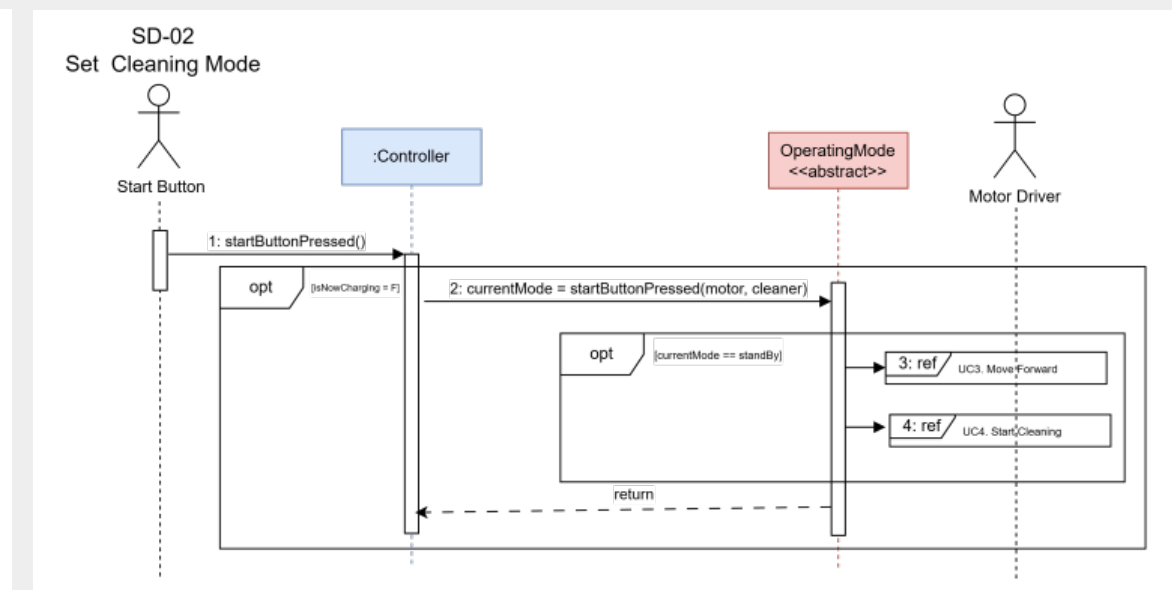 SD-02
Set Cleaning Mode
Start Button
:Controller
OperatingMode
<<abstract>>
Motor Driver
1: startButtonPressed()
opt
[isNowCharging = F]
2: currentMode = startButtonPressed(motor, cleaner)
opt
[currentMode == standBy]
3: ref
UC3. Move Forward
4: ref
UC4. Start Cleaning
return